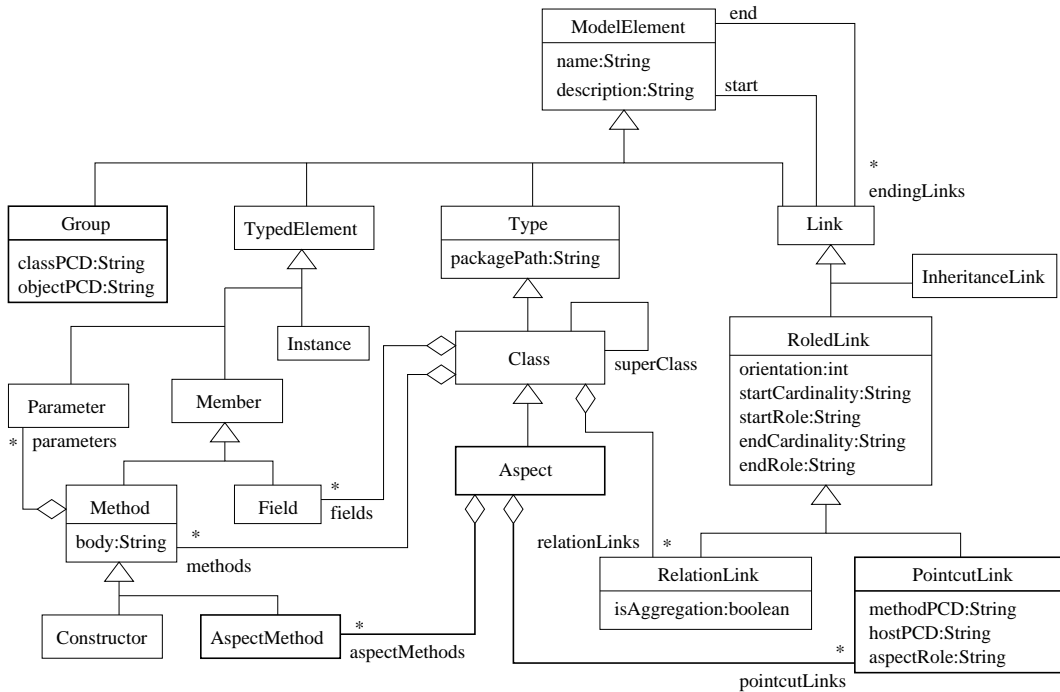 end
ModelElement
name:String
description:String
start
*
endingLinks
Group
classPCD:String
objectPCD:String
TypedElement
Type
packagePath:String
Link
InheritanceLink
Instance
Class
superClass
RoledLink
orientation:int
startCardinality:String
startRole:String
endCardinality:String
endRole:String
Parameter
* parameters
Member
Aspect
Method
body:String
Field
*
fields
*
methods
relationLinks
*
RelationLink
isAggregation:boolean
PointcutLink
methodPCD:String
hostPCD:String
aspectRole:String
Constructor
AspectMethod
*
aspectMethods
*
pointcutLinks